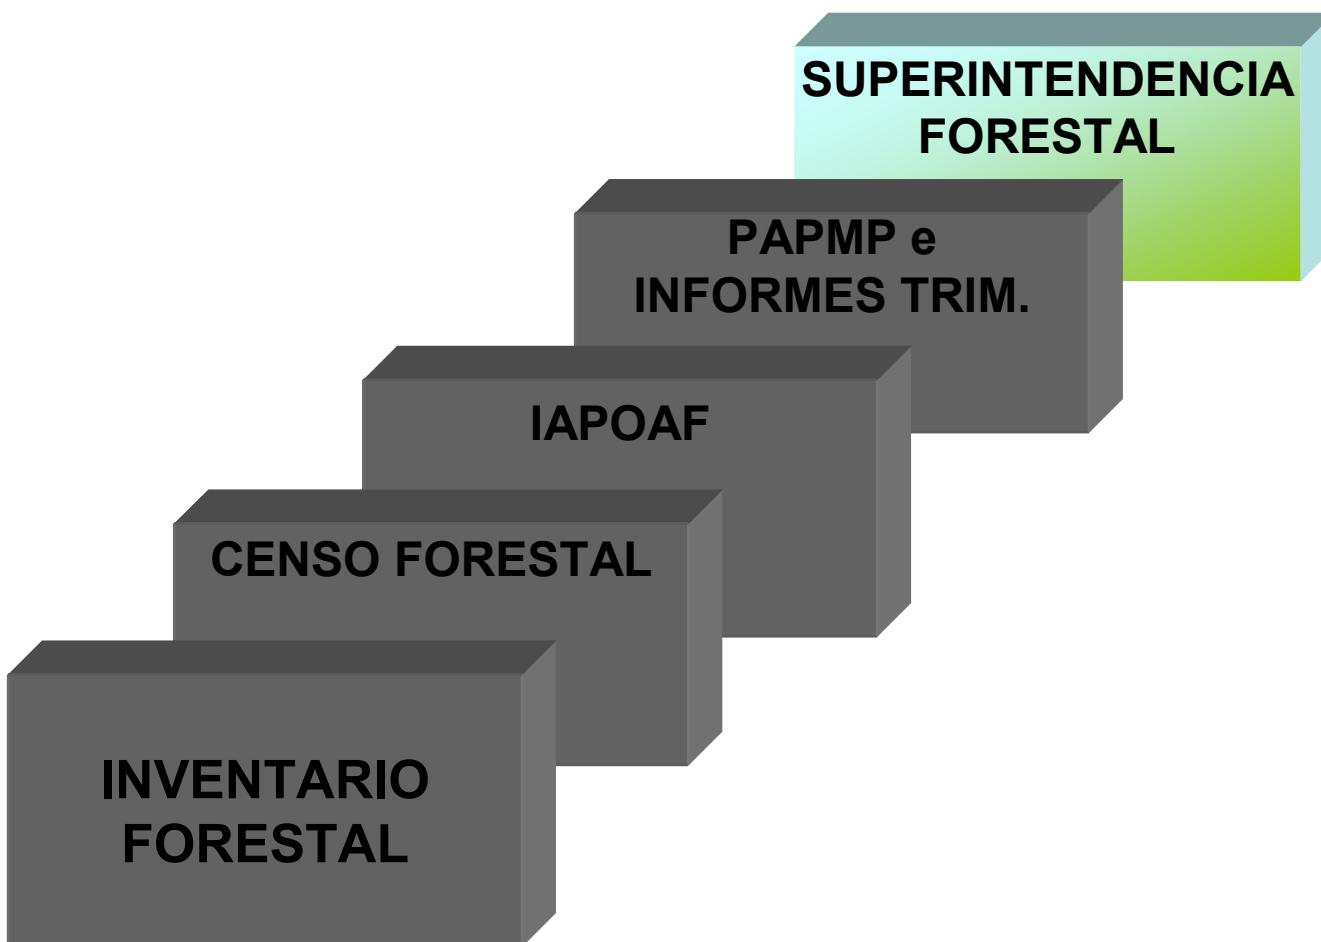 SUPERINTENDENCIA
FORESTAL
PAPMP e
INFORMES TRIM.
IAPOAF
CENSO FORESTAL
INVENTARIO
FORESTAL